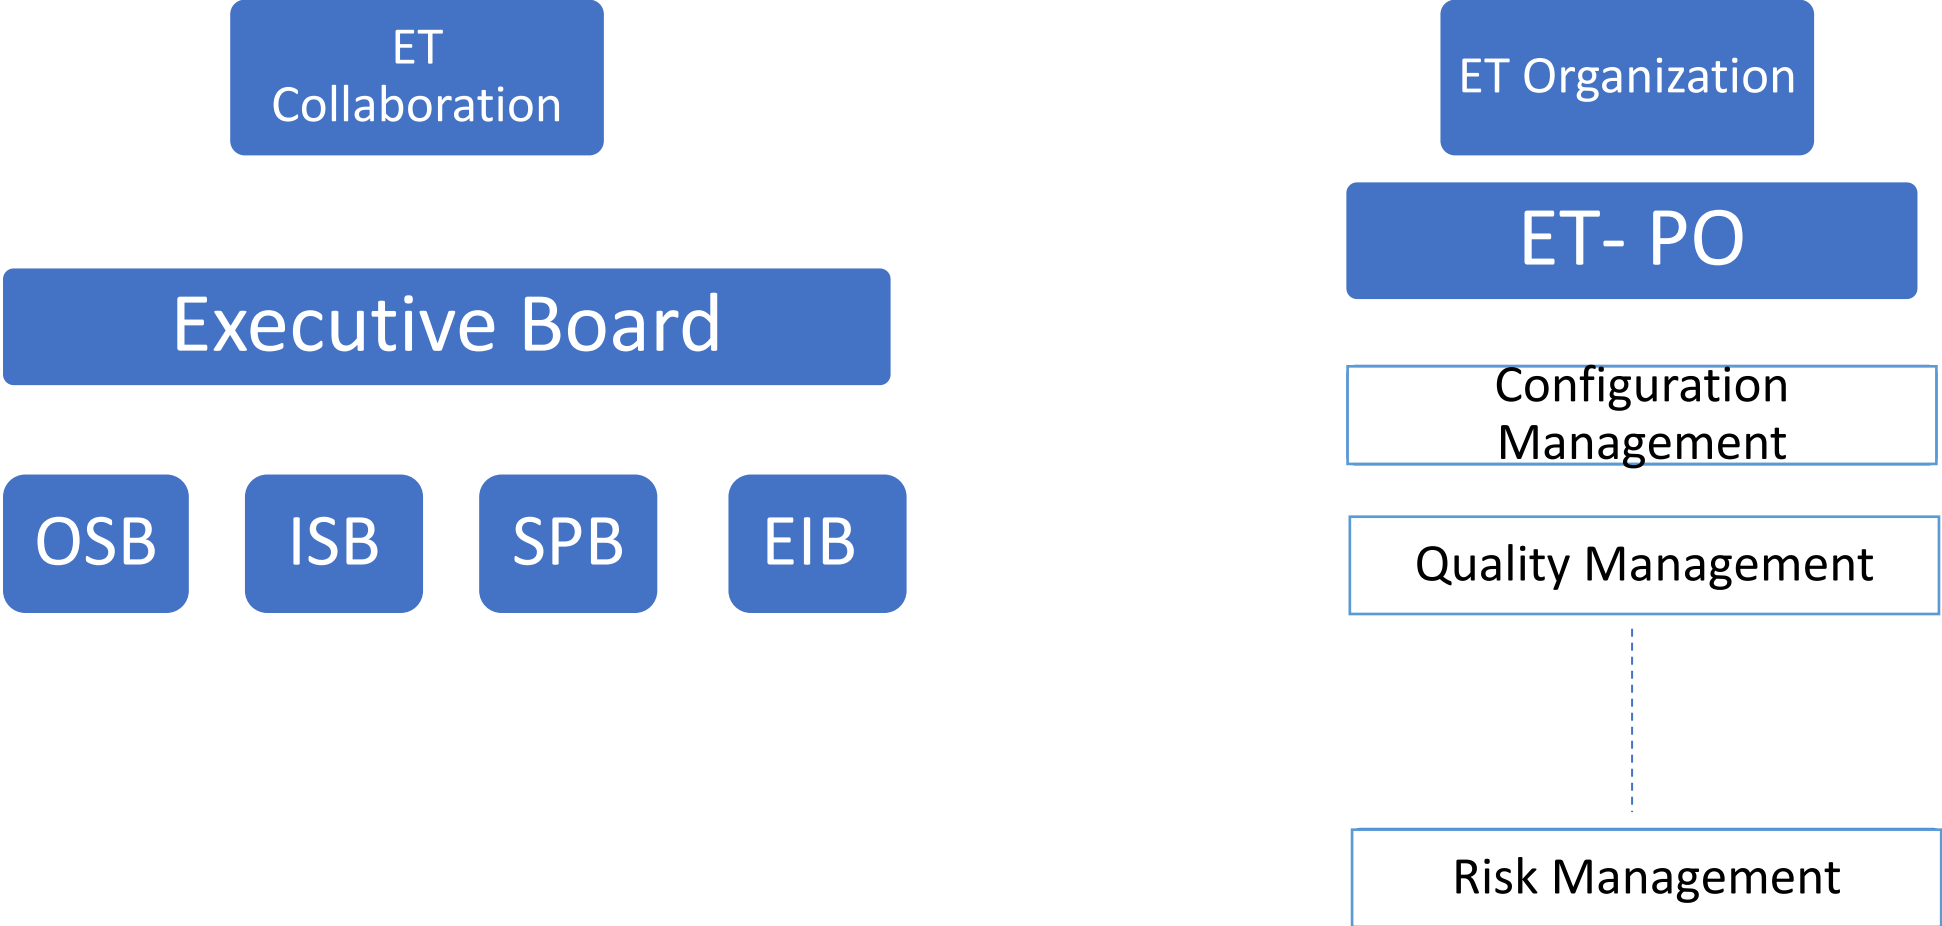 ET
Collaboration
Executive Board
OSB
ISB
SPB
EIB
ET Organization
ET- PO
Configuration
Management
Quality Management
Risk Management